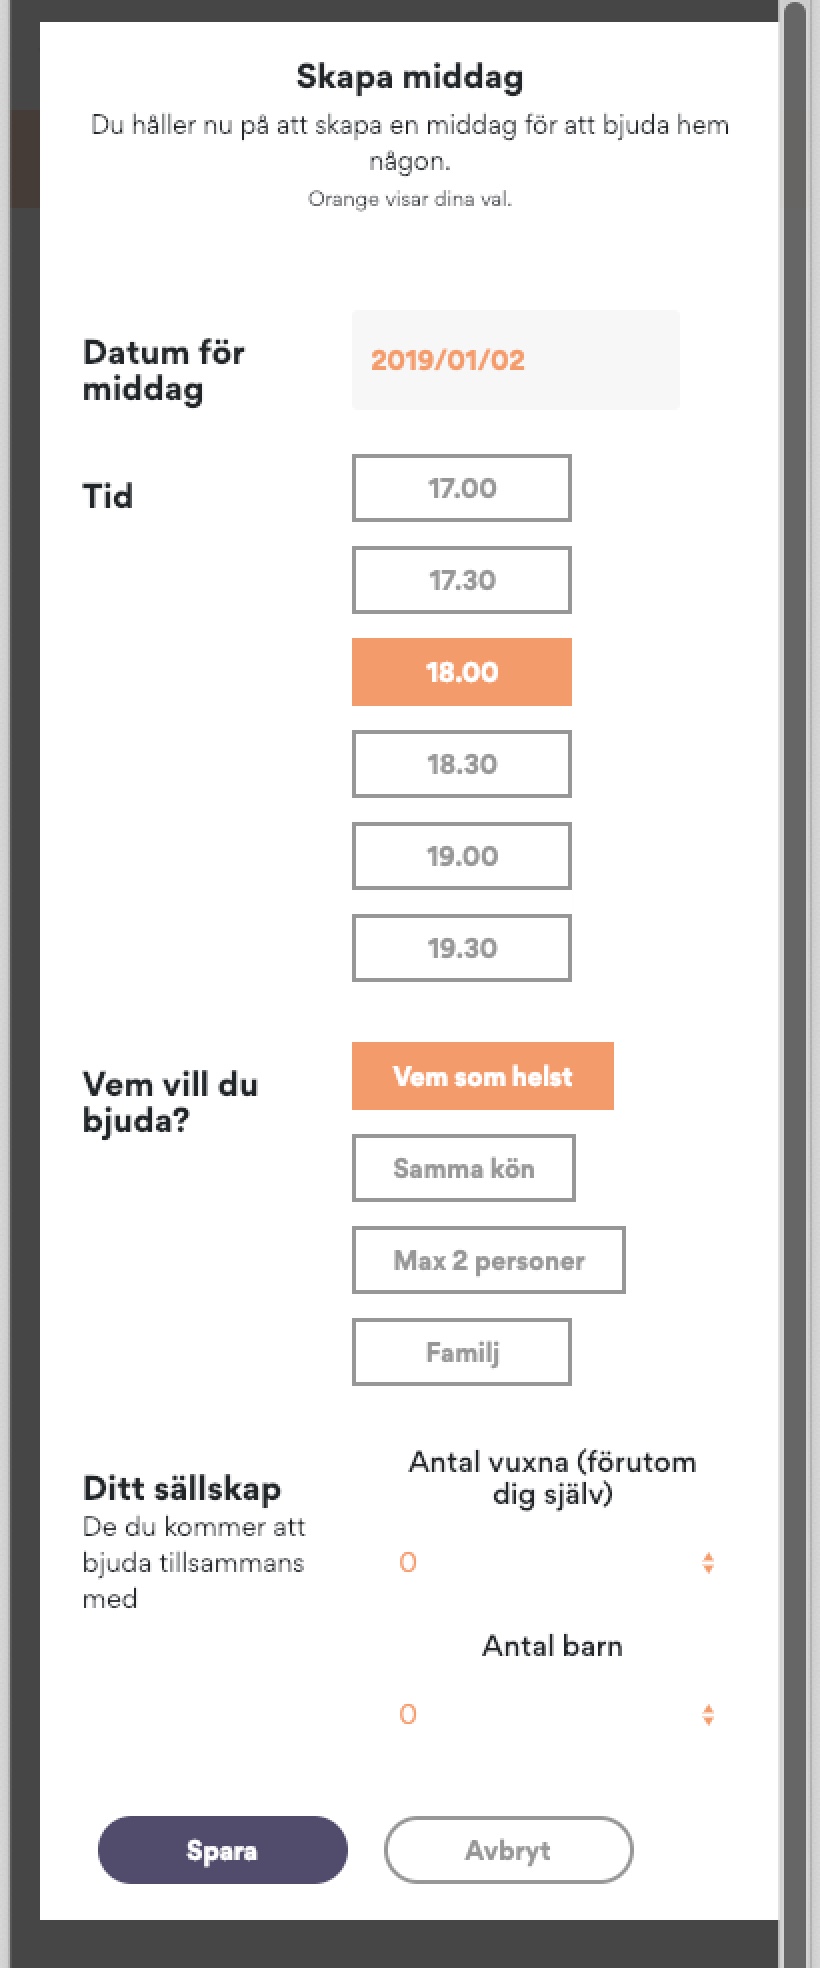 Skapa middag
Du håller nu på att skapa en middag för att bjuda hem
någon.
Orange visar dina val.
Datum för
middag
2019/01/02
Tid
17.00
17.30
18.00
18.30
19.00
19.30
Vem vill du
bjuda?
Vem som helst
Samma kön
Max 2 personer
Familj
Ditt sällskap
De du kommer att
bjuda tillsammans
med
Antal vuxna (förutom
dig själv)
0
Antal barn
0
Spara
Avbryt